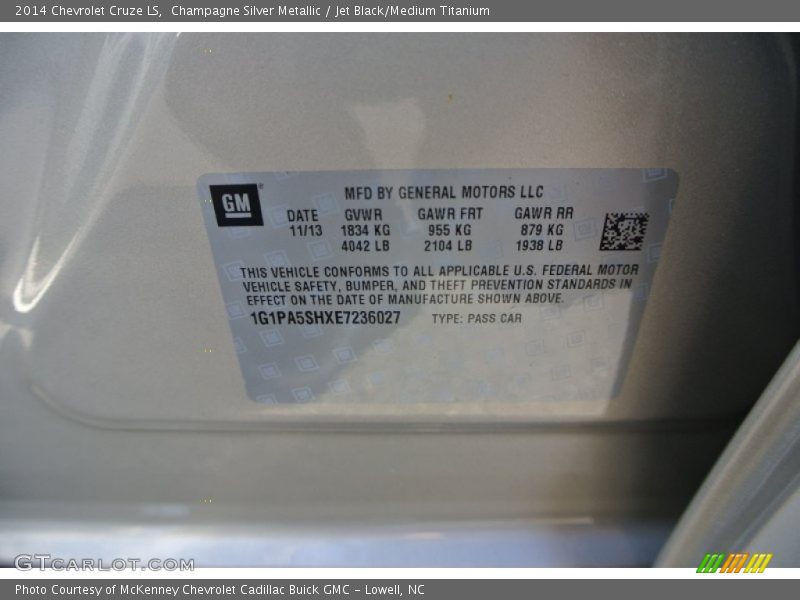 2014 Chevrolet Cruze LS, Champagne Silver Metallic / Jet Black/Medium Titanium
GM
MFD BY GENERAL MOTORS LLC
DATE GVWR GAWR FRT GAWR RR
11/13 1834 KG 955 KG 879 KG
4042 LB 2104 LB 1938 LB
THIS VEHICLE CONFORMS TO ALL APPLICABLE U.S. FEDERAL MOTOR
VEHICLE SAFETY, BUMPER, AND THEFT PREVENTION STANDARDS IN
EFFECT ON THE DATE OF MANUFACTURE SHOWN ABOVE.
1G1PA5SHXE7236027 TYPE: PASS CAR
GTCARLOT.COM
Photo Courtesy of McKenney Chevrolet Cadillac Buick GMC - Lowell, NC